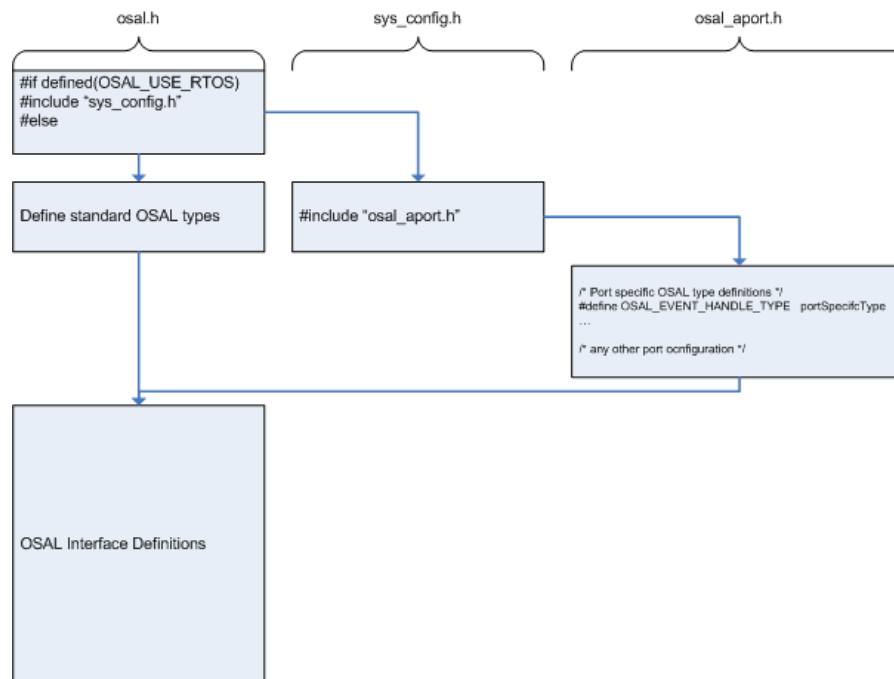 osal.h
sys_config.h
osal_aport.h
#if defined(OSAL_USE_RTOS)
#include “sys_config.h”
#else
Define standard OSAL types
#include “osal_aport.h”
/* Port specific OSAL type definitions */
#define OSAL_EVENT_HANDLE_TYPE portSpecifcType
…
/* any other port ocnfiguration */
OSAL Interface Definitions